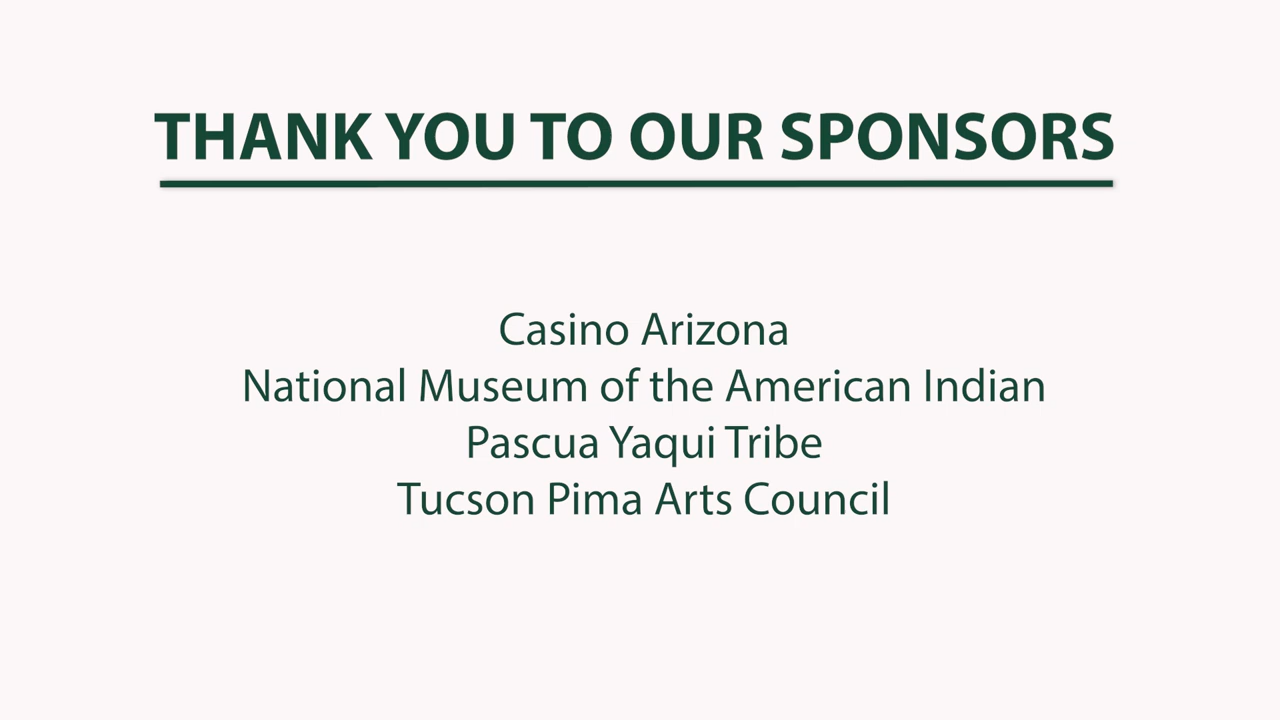 THANK YOU TO OUR SPONSORS
Casino Arizona
National Museum of the American Indian
Pascua Yaqui Tribe
Tucson Pima Arts Council